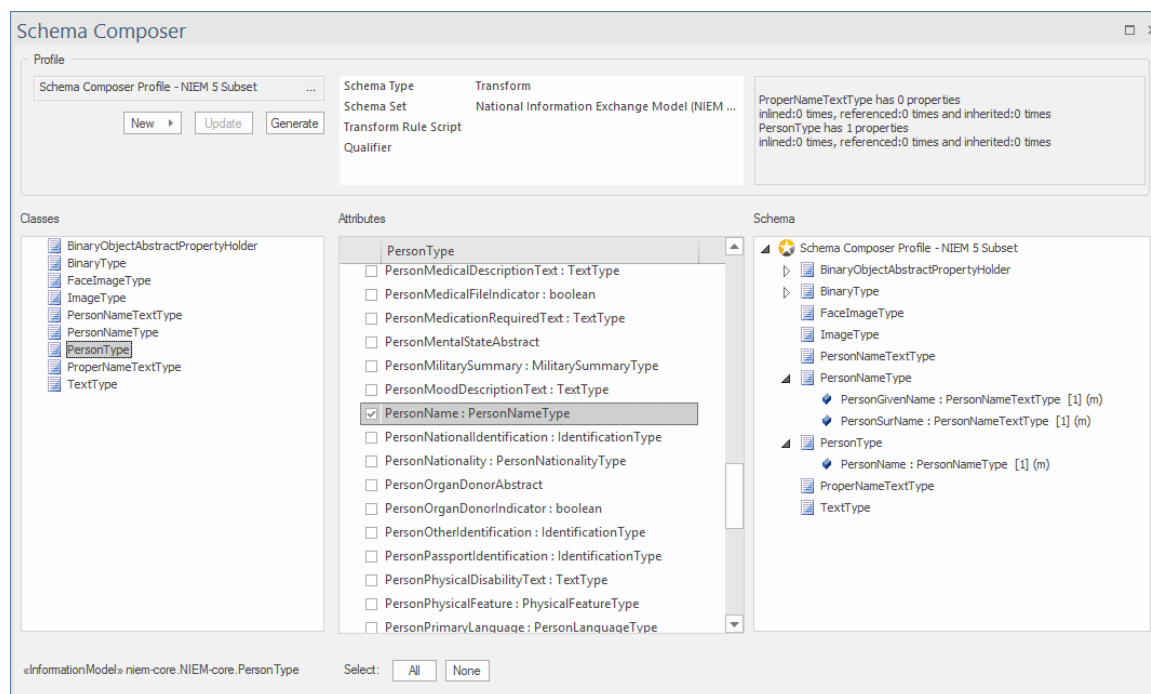 Schema Composer
Profile
Schema Composer Profile - NIEM 5 Subset ...
New Update Generate
Schema Type Transform
Schema Set National Information Exchange Model (NIEM ...
Transform Rule Script
Qualifier
ProperNameTextType has 0 properties
inlined:0 times, referenced:0 times and inherited:0 times
PersonType has 1 properties
inlined:0 times, referenced:0 times and inherited:0 times
Classes
BinaryObjectAbstractPropertyHolder
BinaryType
FaceImageType
ImageType
PersonNameTextType
PersonNameType
PersonType
ProperNameTextType
TextType
Attributes
PersonType
PersonMedicalDescriptionText : TextType
PersonMedicalFileIndicator : boolean
PersonMedicationRequiredText : TextType
PersonMentalStateAbstract
PersonMilitarySummary : MilitarySummaryType
PersonMoodDescriptionText : TextType
PersonName : PersonNameType
PersonNationalIdentification : IdentificationType
PersonNationality : PersonNationalityType
PersonOrganDonorAbstract
PersonOrganDonorIndicator : boolean
PersonOtherIdentification : IdentificationType
PersonPassportIdentification : IdentificationType
PersonPhysicalDisabilityText : TextType
PersonPhysicalFeature : PhysicalFeatureType
PersonPrimaryLanguage : PersonLanguageType
Schema
Schema Composer Profile - NIEM 5 Subset
BinaryObjectAbstractPropertyHolder
BinaryType
FaceImageType
ImageType
PersonNameTextType
PersonNameType
PersonGivenName : PersonNameTextType [1] (m)
PersonSurName : PersonNameTextType [1] (m)
PersonType
PersonName : PersonNameType [1] (m)
ProperNameTextType
TextType
«InformationModel» niem-core.NIEM-core.PersonType
Select: All None